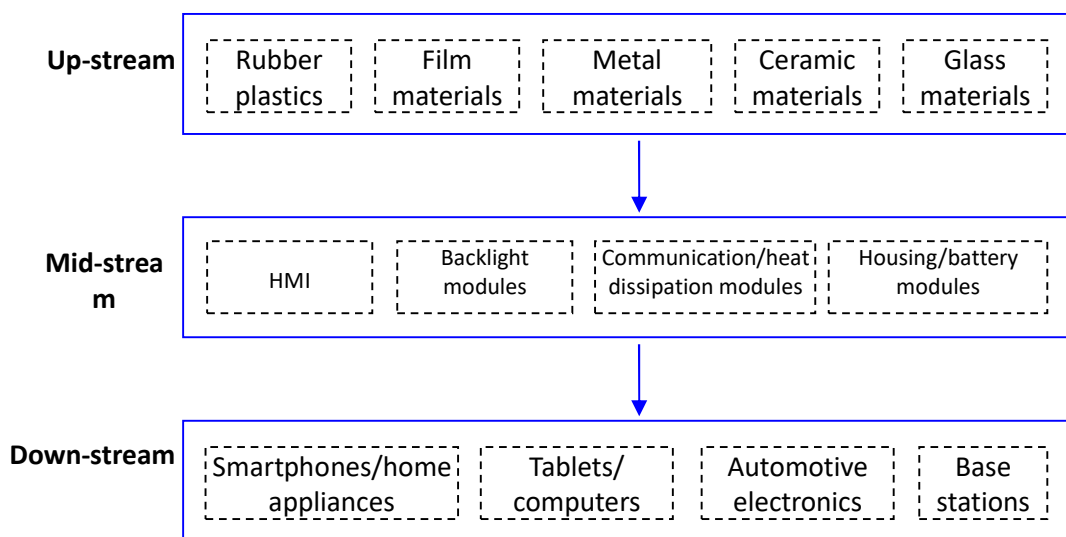 Up-stream
Rubber
plastics
Film
materials
Metal
materials
Ceramic
materials
Glass
materials
Mid-strea
m
HMI
Backlight
modules
Communication/heat
dissipation modules
Housing/battery
modules
Down-stream
Smartphones/home
appliances
Tablets/
computers
Automotive
electronics
Base
stations